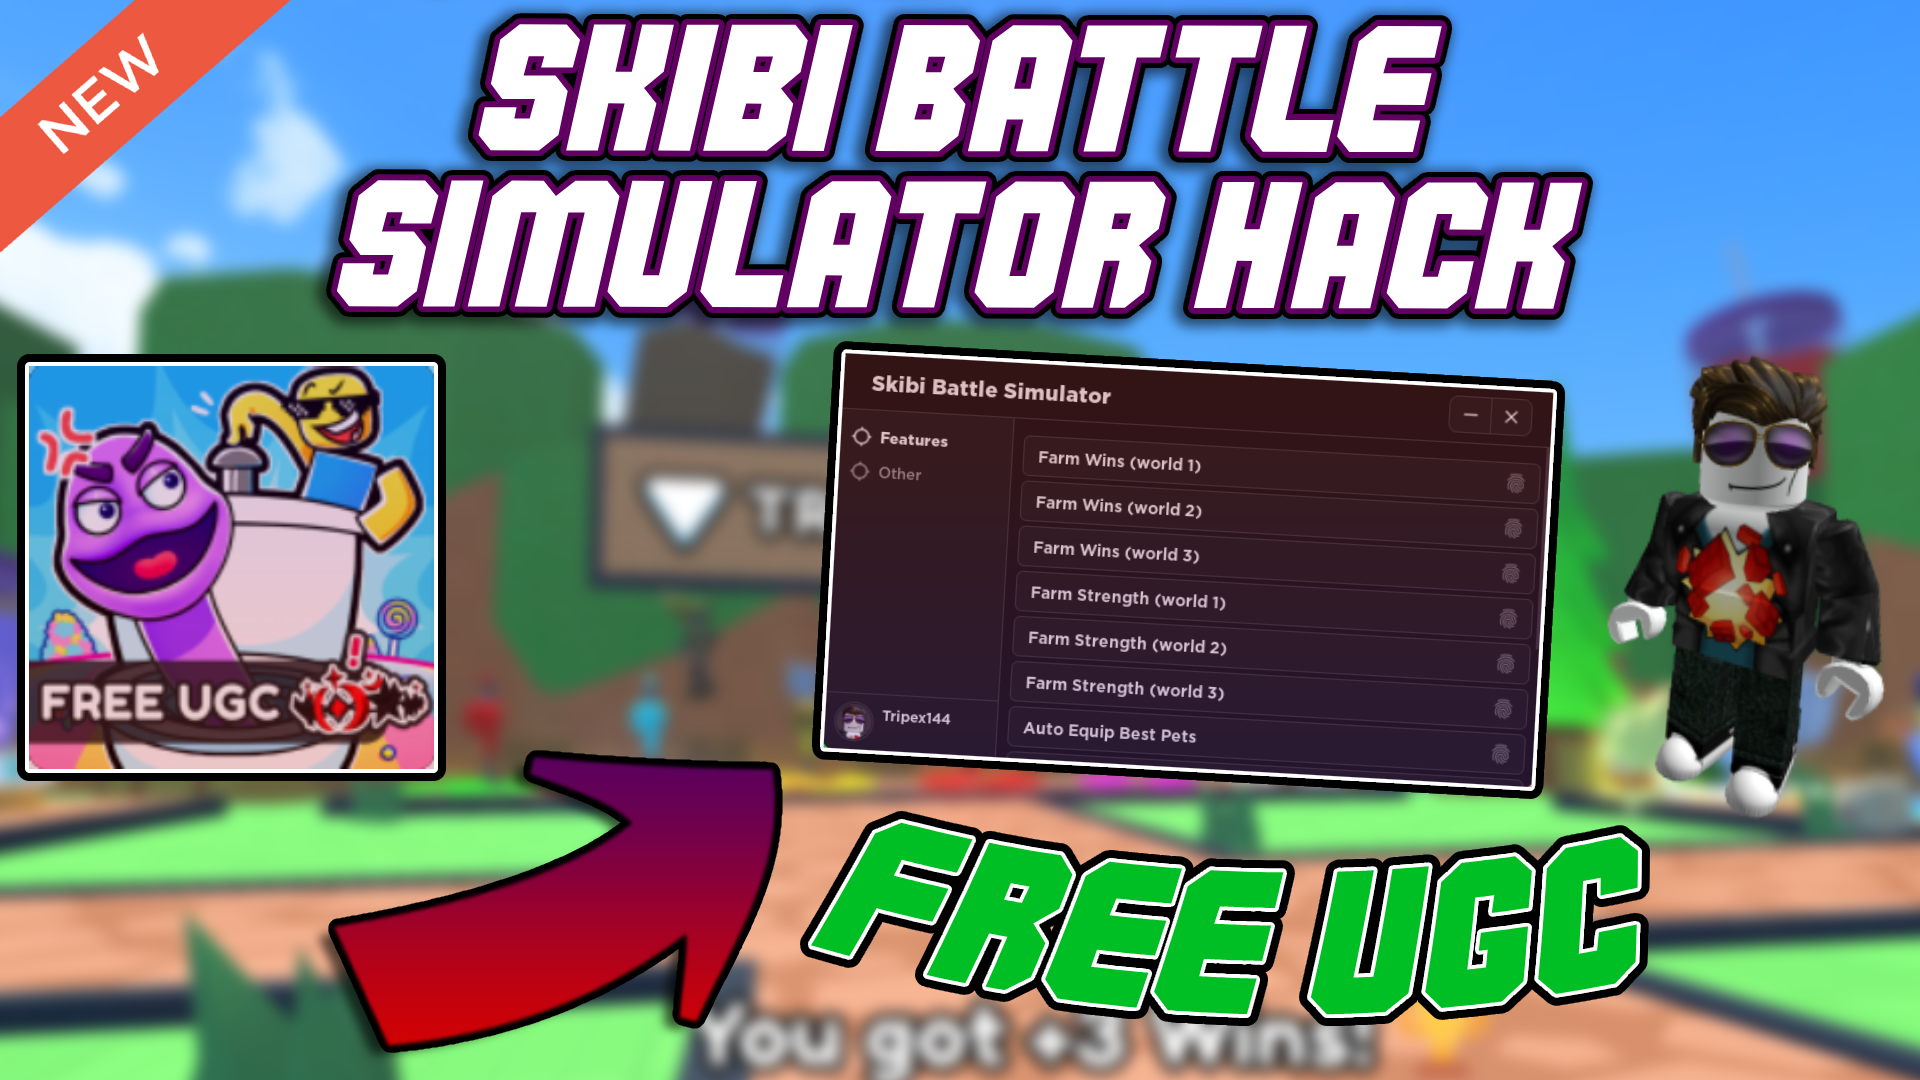 NEW
SKIBI BATTLE
SIMULATOR HACK
FREE UGC
Skibi Battle Simulator
Features
Other
Farm Wins (world 1)
Farm Wins (world 2)
Farm Wins (world 3)
Farm Strength (world 1)
Farm Strength (world 2)
Farm Strength (world 3)
Auto Equip Best Pets
Tripex144
FREE UGC
You got +3 Wins!